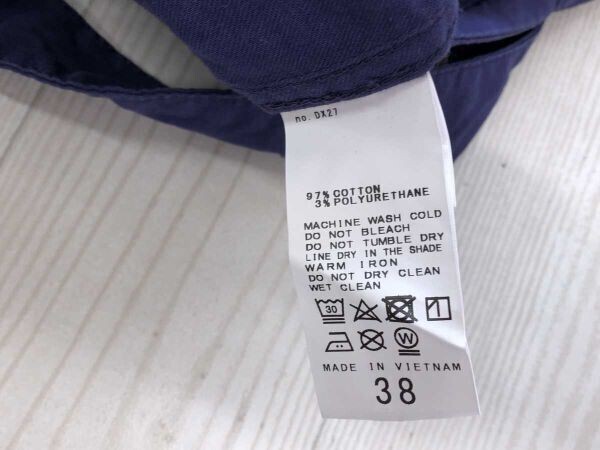 no. DX27
97% COTTON
3% POLYURETHANE
MACHINE WASH COLD
DO NOT BLEACH
DO NOT TUMBLE DRY
LINE DRY IN THE SHADE
WARM IRON
DO NOT DRY CLEAN
WET CLEAN
30
W
MADE IN VIETNAM
38